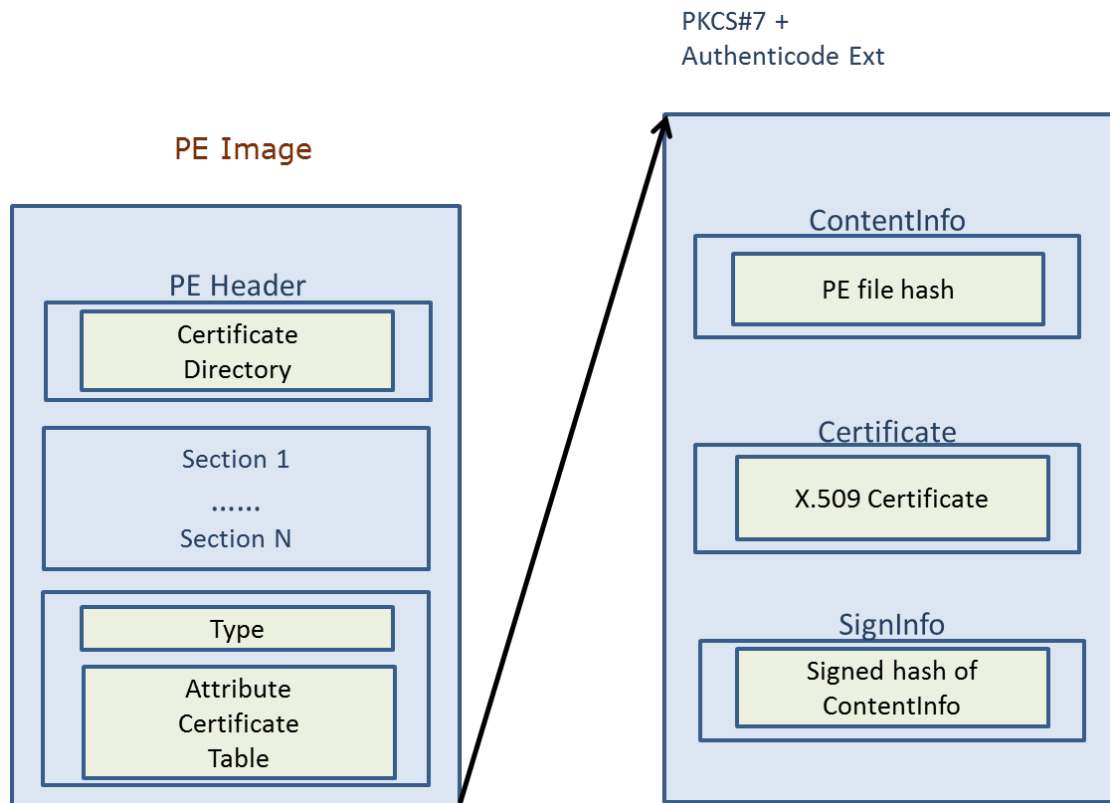 PE Image
PE Header
Certificate
Directory
Section 1
......
Section N
Type
Attribute
Certificate
Table
PKCS#7 +
Authenticode Ext
ContentInfo
PE file hash
Certificate
X.509 Certificate
SignInfo
Signed hash of
ContentInfo